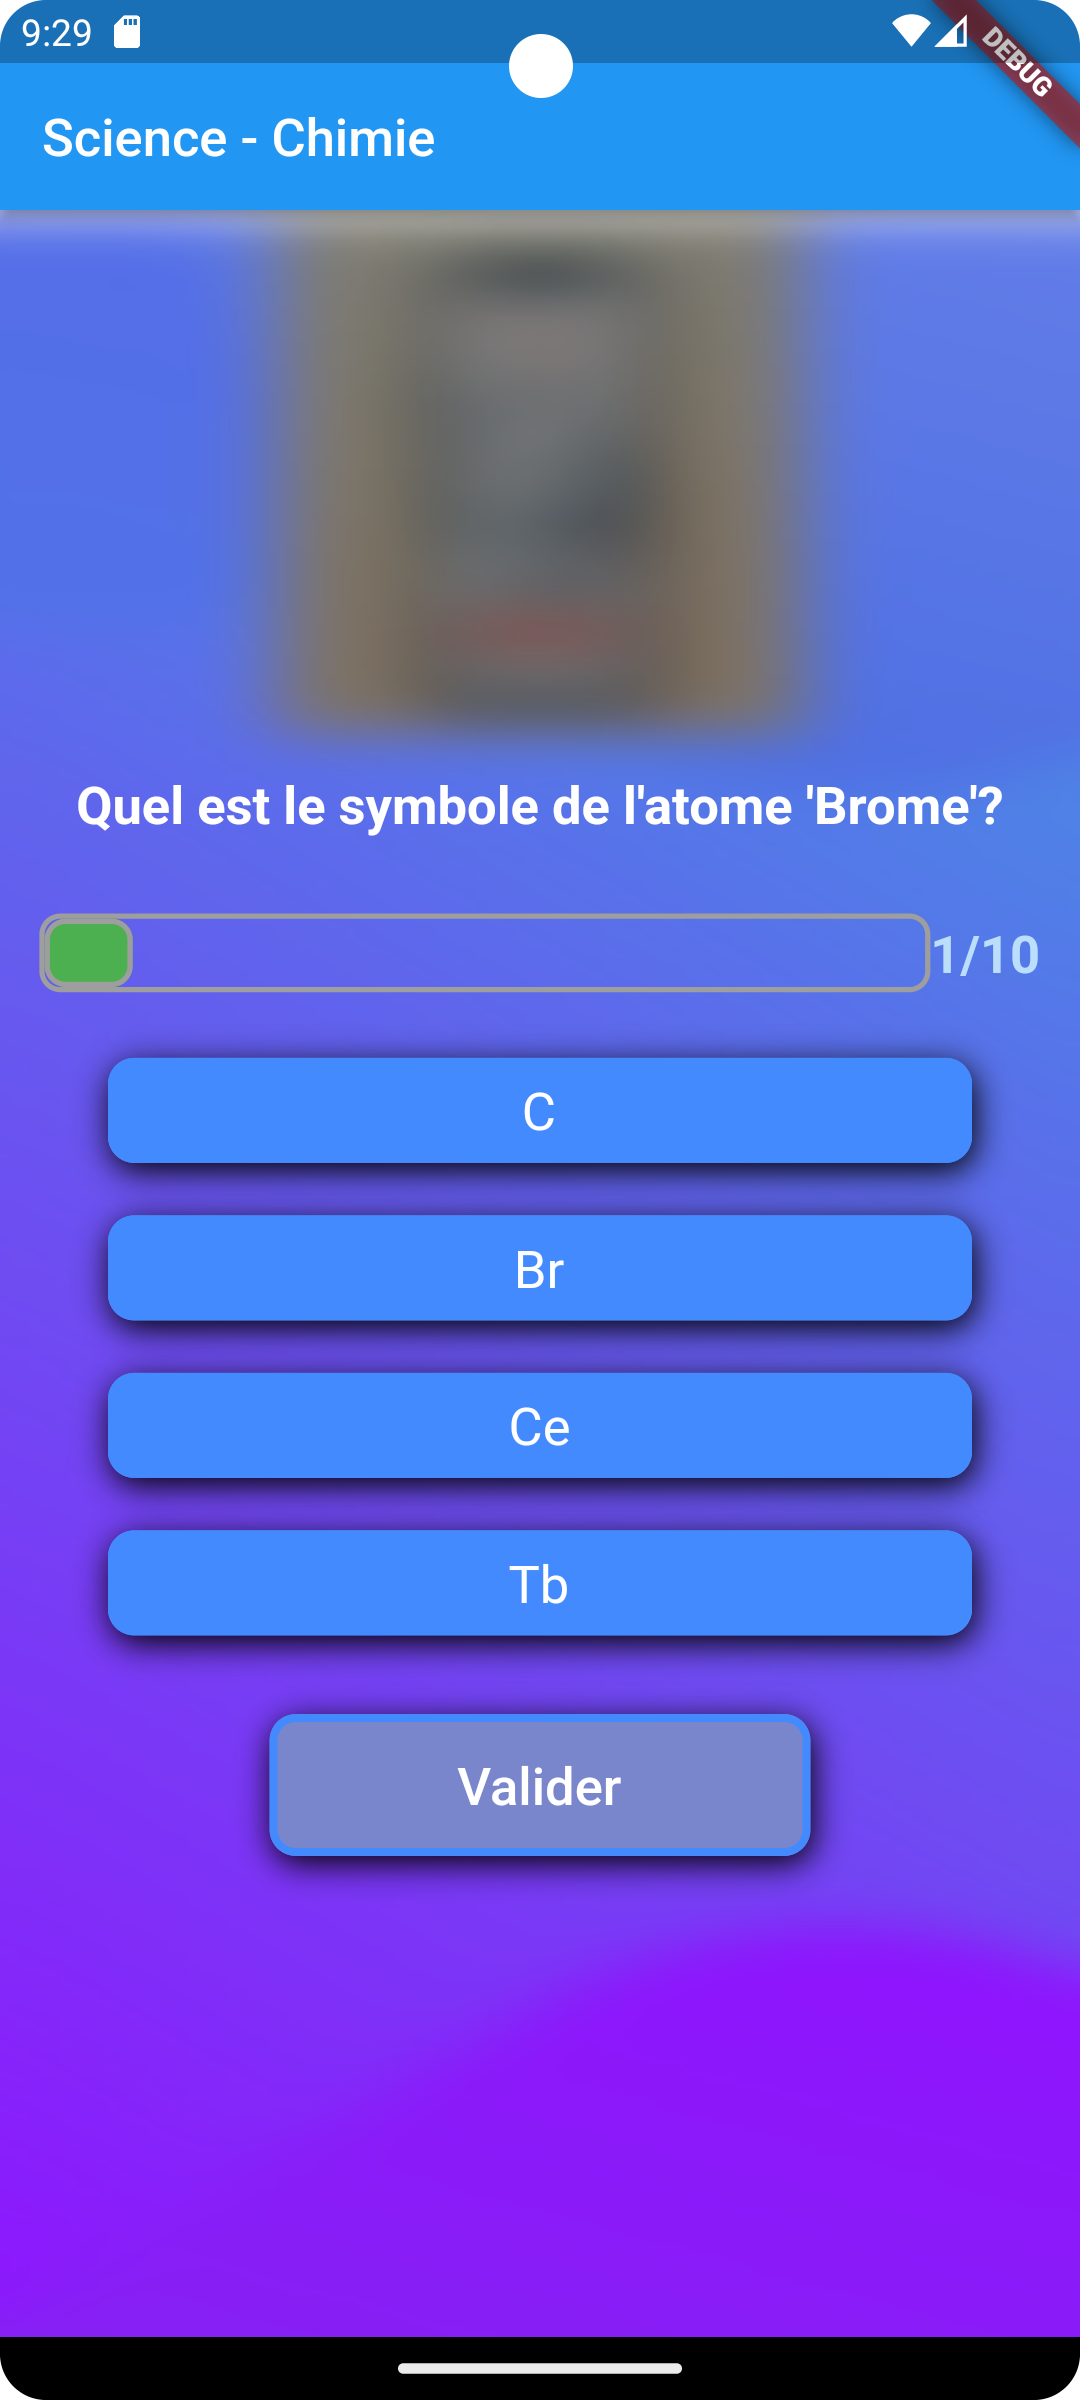 9:29
DEBUG
Science - Chimie
Quel est le symbole de l'atome 'Brome'?
1/10
C
Br
Ce
Tb
Valider